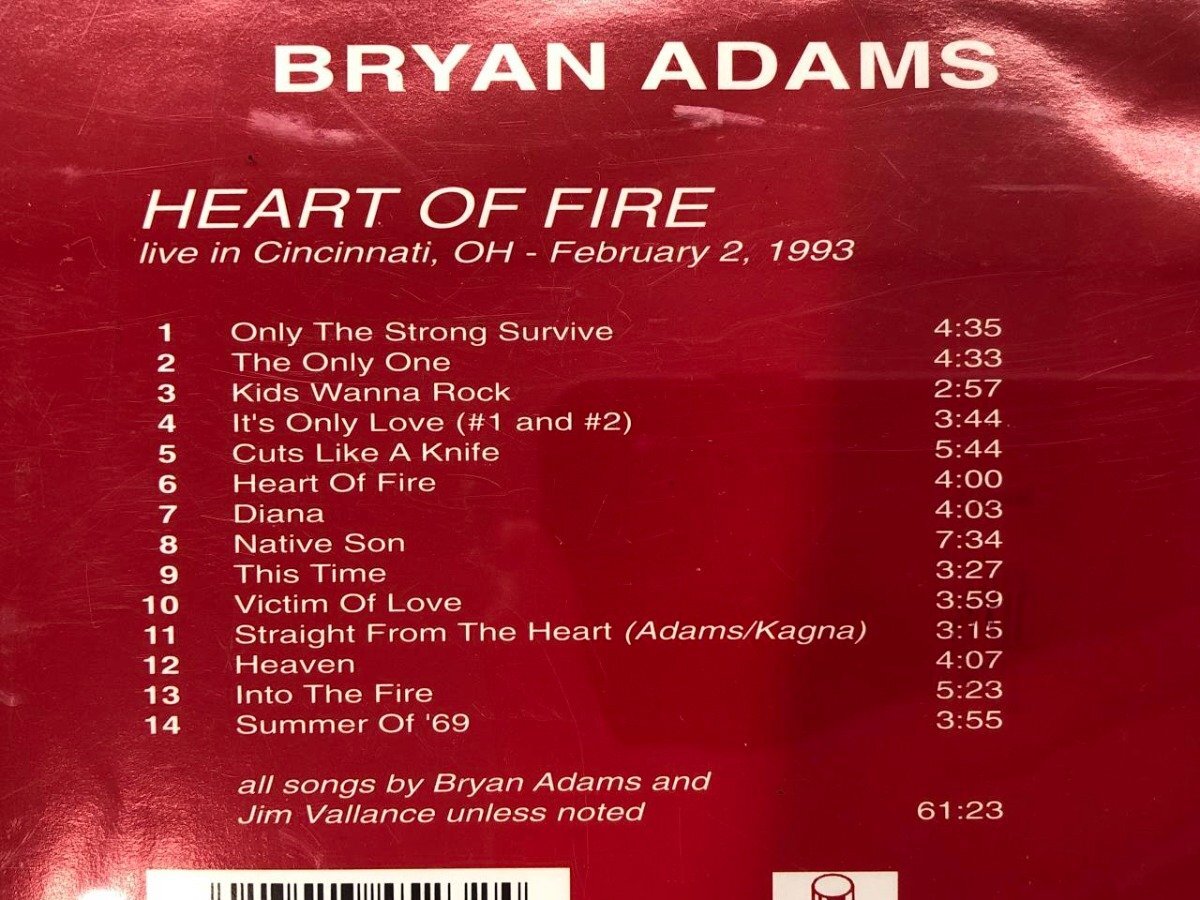 BRYAN ADAMS
HEART OF FIRE
live in Cincinnati, OH - February 2, 1993
1 Only The Strong Survive 4:35
2 The Only One 4:33
3 Kids Wanna Rock 2:57
4 It's Only Love (#1 and #2) 3:44
5 Cuts Like A Knife 5:44
6 Heart Of Fire 4:00
7 Diana 4:03
8 Native Son 7:34
9 This Time 3:27
10 Victim Of Love 3:59
11 Straight From The Heart (Adams/Kagna) 3:15
12 Heaven 4:07
13 Into The Fire 5:23
14 Summer Of '69 3:55
all songs by Bryan Adams and
Jim Vallance unless noted 61:23